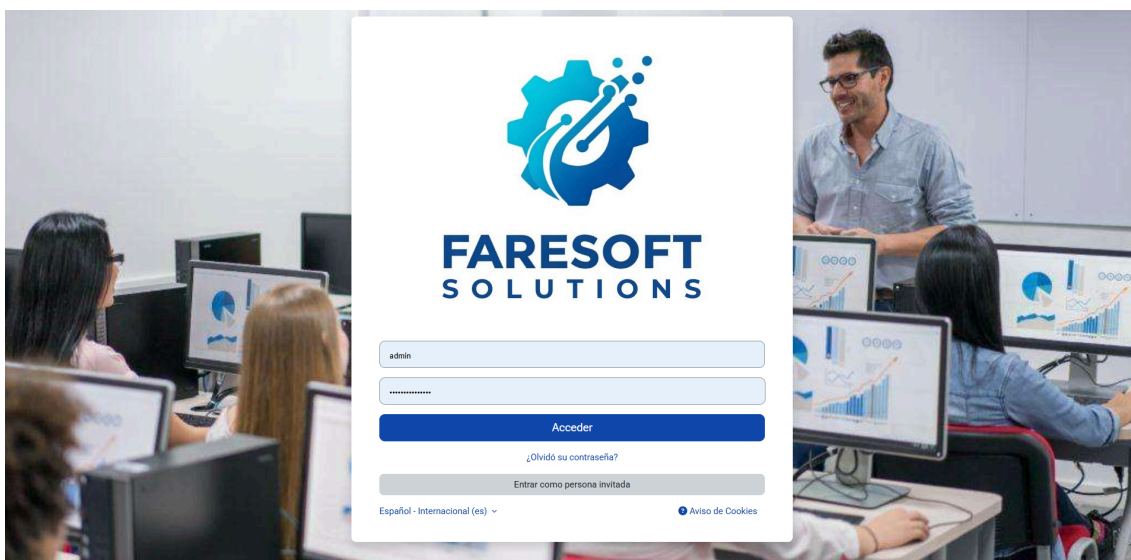 FARESOFT
SOLUTIONS
admin
•••••••••••••••
Acceder
¿Olvidó su contraseña?
Entrar como persona invitada
Español - Internacional (es)
Aviso de Cookies